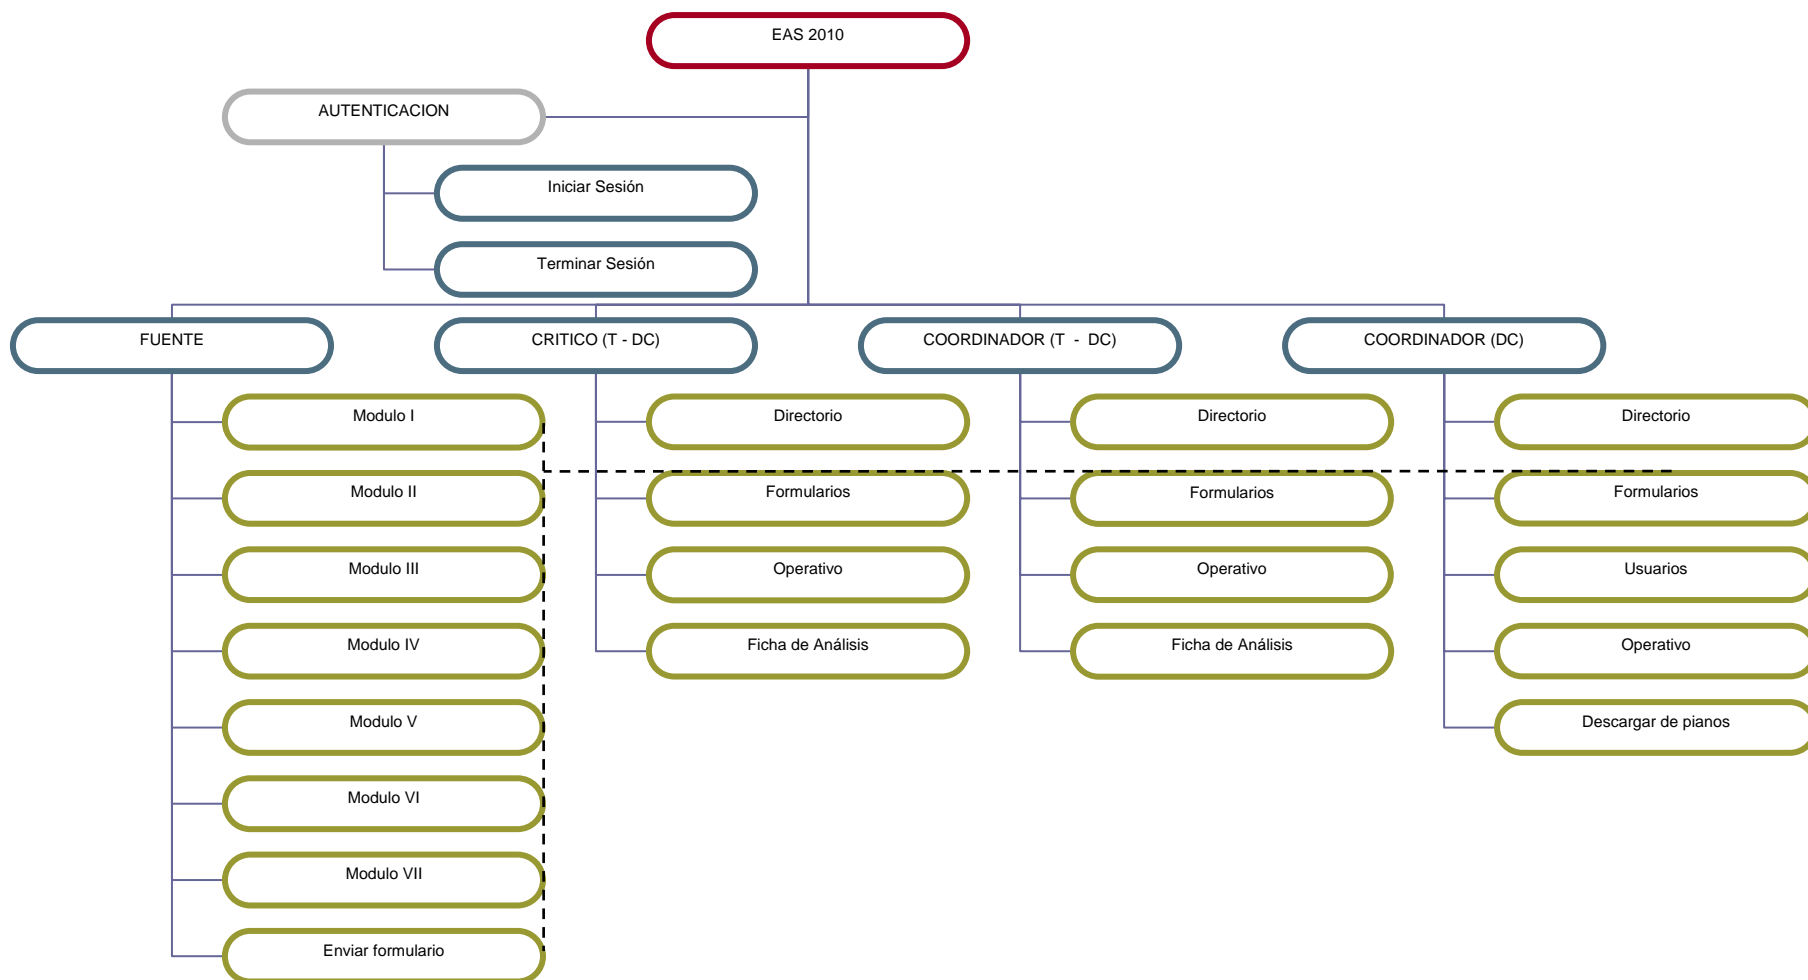 EAS 2010
AUTENTICACION
Iniciar Sesión
Terminar Sesión
FUENTE
CRITICO (T - DC)
COORDINADOR (T - DC)
COORDINADOR (DC)
Modulo I
Directorio
Directorio
Directorio
Modulo II
Formularios
Formularios
Formularios
Modulo III
Operativo
Operativo
Usuarios
Modulo IV
Ficha de Análisis
Ficha de Análisis
Operativo
Modulo V
Descargar de pianos
Modulo VI
Modulo VII
Enviar formulario